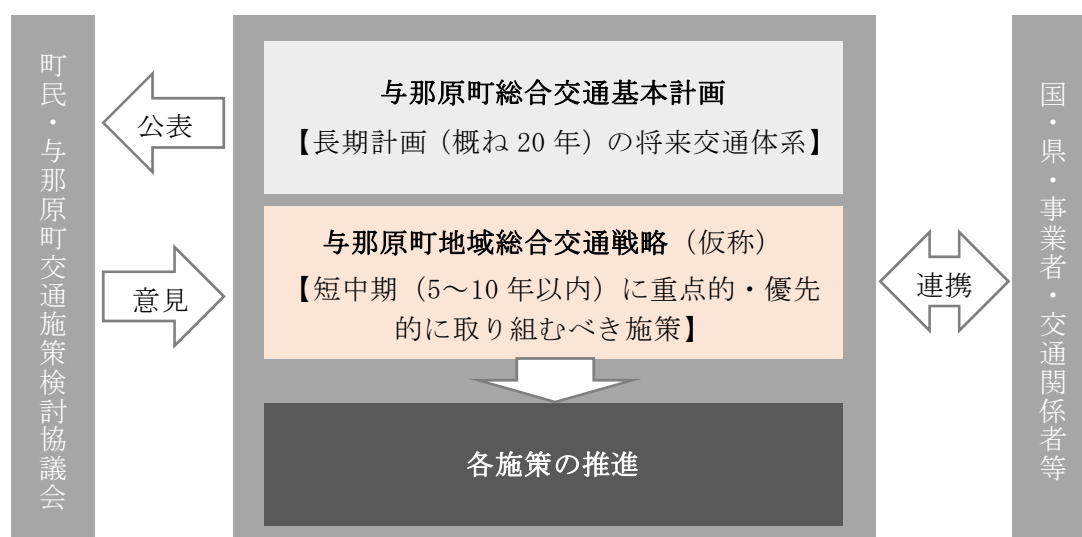 町民・与那原町交通施策検討協議会
公表
意見
与那原町総合交通基本計画
【長期計画（概ね 20 年）の将来交通体系】
与那原町地域総合交通戦略（仮称）
【短中期（5～10 年以内）に重点的・優先
的に取り組むべき施策】
各施策の推進
連携
国・県・事業者・交通関係者等